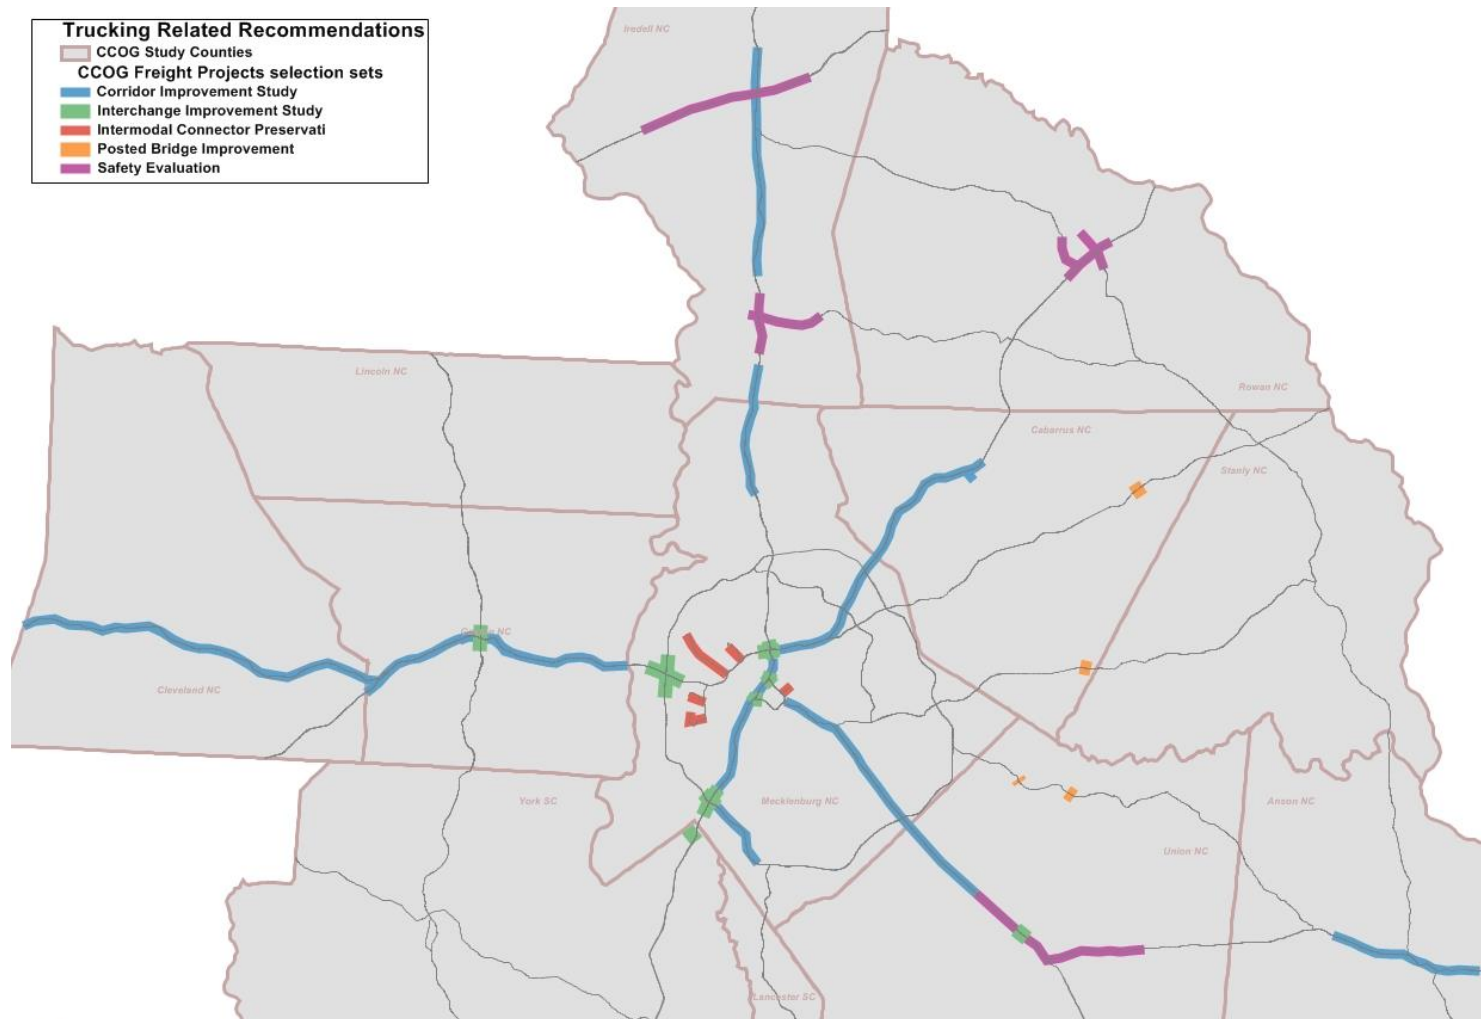 Trucking Related Recommendations
CCOG Study Counties
CCOG Freight Projects selection sets
Corridor Improvement Study
Interchange Improvement Study
Intermodal Connector Preservati
Posted Bridge Improvement
Safety Evaluation
Iredell NC
Lincoln NC
Rowan NC
Cabarrus NC
Stanly NC
NC
Cleveland NC
York SC
Mecklenburg NC
Anson NC
Union NC
Lancaster SC